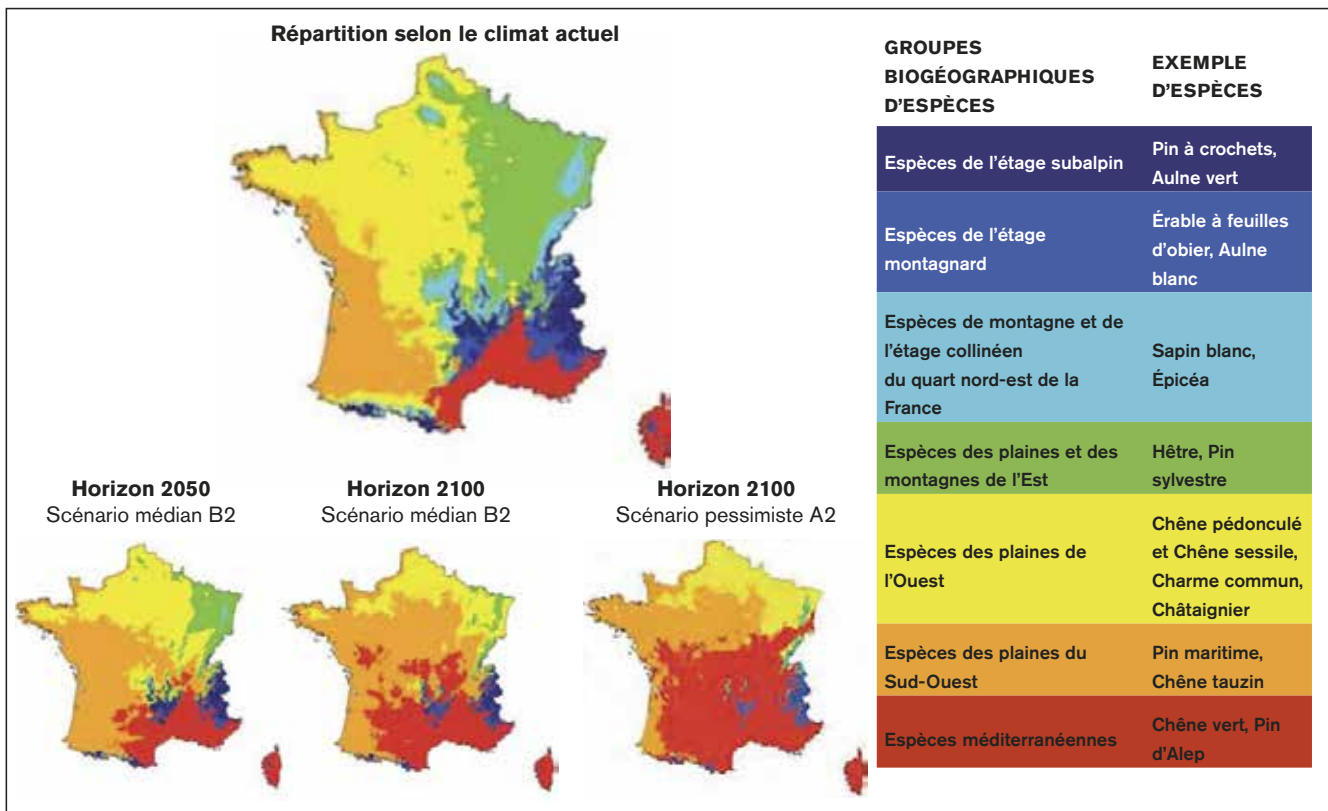 Répartition selon le climat actuel
Horizon 2050
Scénario médian B2
Horizon 2100
Scénario médian B2
Horizon 2100
Scénario pessimiste A2
GROUPES
BIOGÉOGRAPHIQUES
D'ESPÈCES
EXEMPLE
D'ESPÈCES
Espèces de l'étage subalpin
Pin à crochets,
Aulne vert
Espèces de l'étage
montagnard
Érable à feuilles
d'obier, Aulne
blanc
Espèces de montagne et de
l'étage collinéen
du quart nord-est de la
France
Sapin blanc,
Épicéa
Espèces des plaines et des
montagnes de l'Est
Hêtre, Pin
sylvestre
Espèces des plaines de
l'Ouest
Chêne pédonculé
et Chêne sessile,
Charme commun,
Châtaignier
Espèces des plaines du
Sud-Ouest
Pin maritime,
Chêne tauzin
Espèces méditerranéennes
Chêne vert, Pin
d'Alep